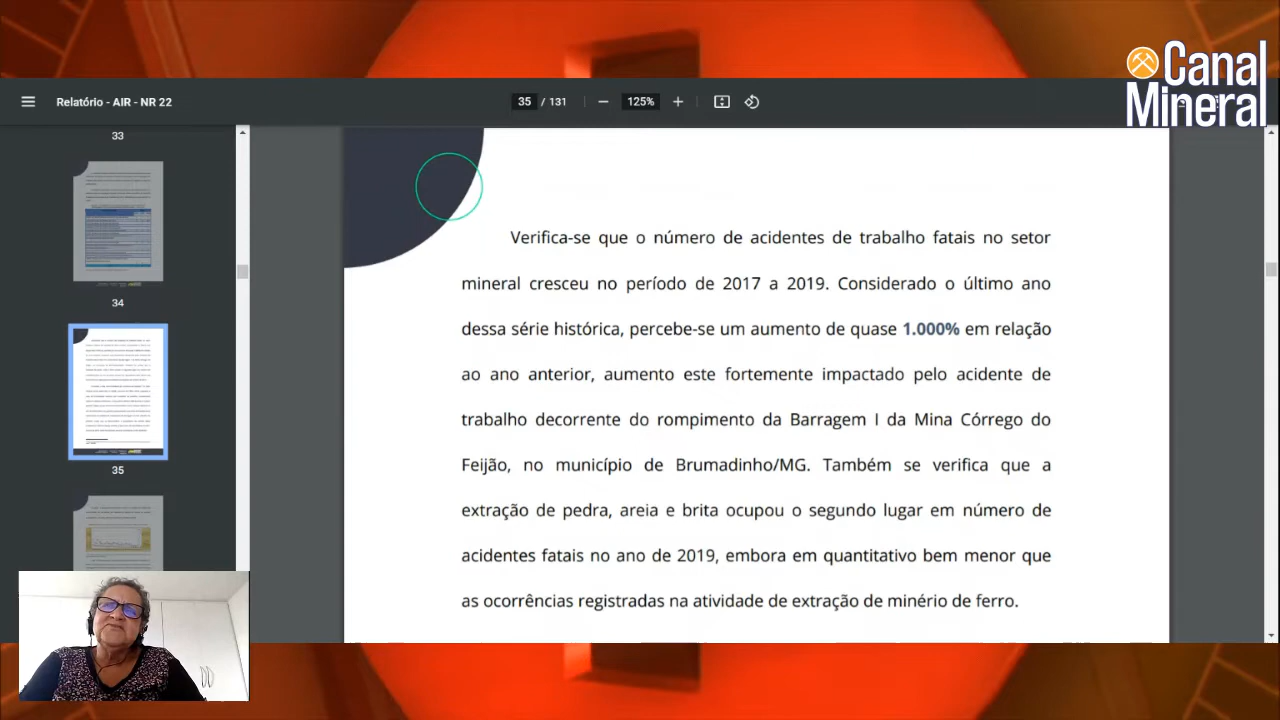 Canal
Mineral
Relatório - AIR - NR 22
35 / 131
125%
33
34
35
Verifica-se que o número de acidentes de trabalho fatais no setor
mineral cresceu no período de 2017 a 2019. Considerado o último ano
dessa série histórica, percebe-se um aumento de quase 1.000% em relação
ao ano anterior, aumento este fortemente impactado pelo acidente de
trabalho decorrente do rompimento da Barragem I da Mina Córrego do
Feijão, no município de Brumadinho/MG. Também se verifica que a
extração de pedra, areia e brita ocupou o segundo lugar em número de
acidentes fatais no ano de 2019, embora em quantitativo bem menor que
as ocorrências registradas na atividade de extração de minério de ferro.